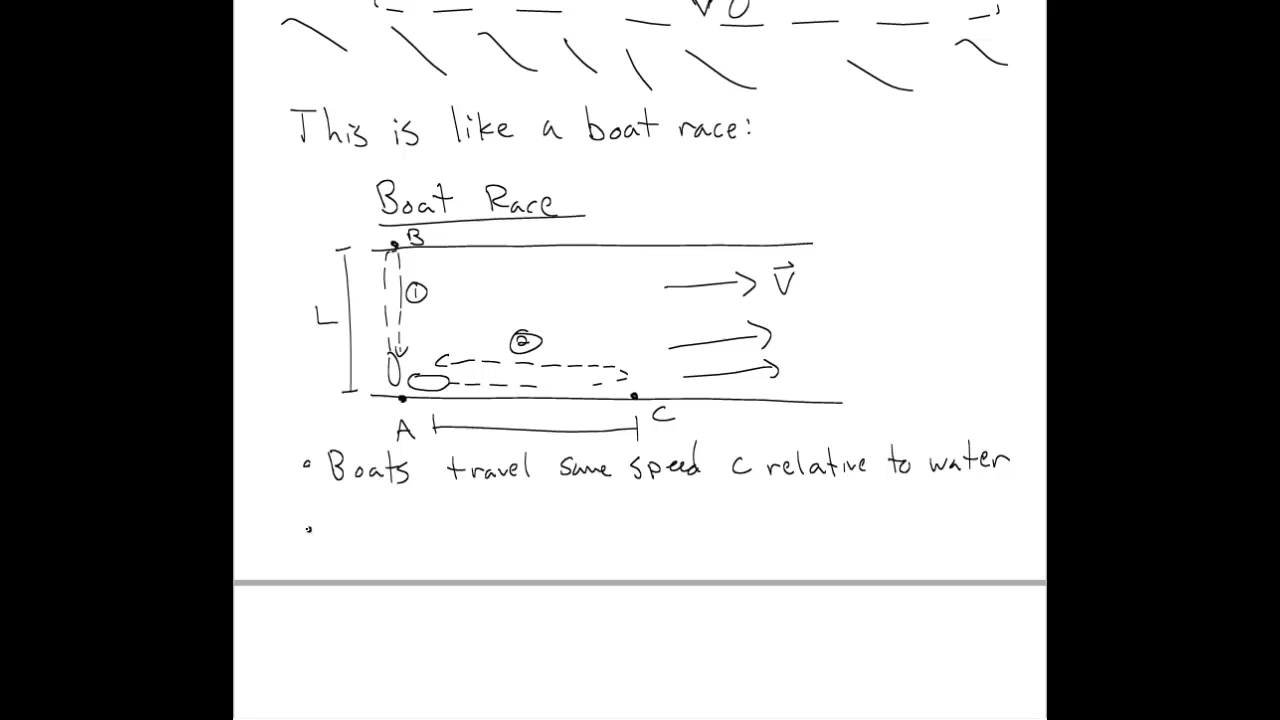 This is like a boat race:
Boat Race
B
①
V
L
②
A
C
• Boats travel same speed c relative to water
•